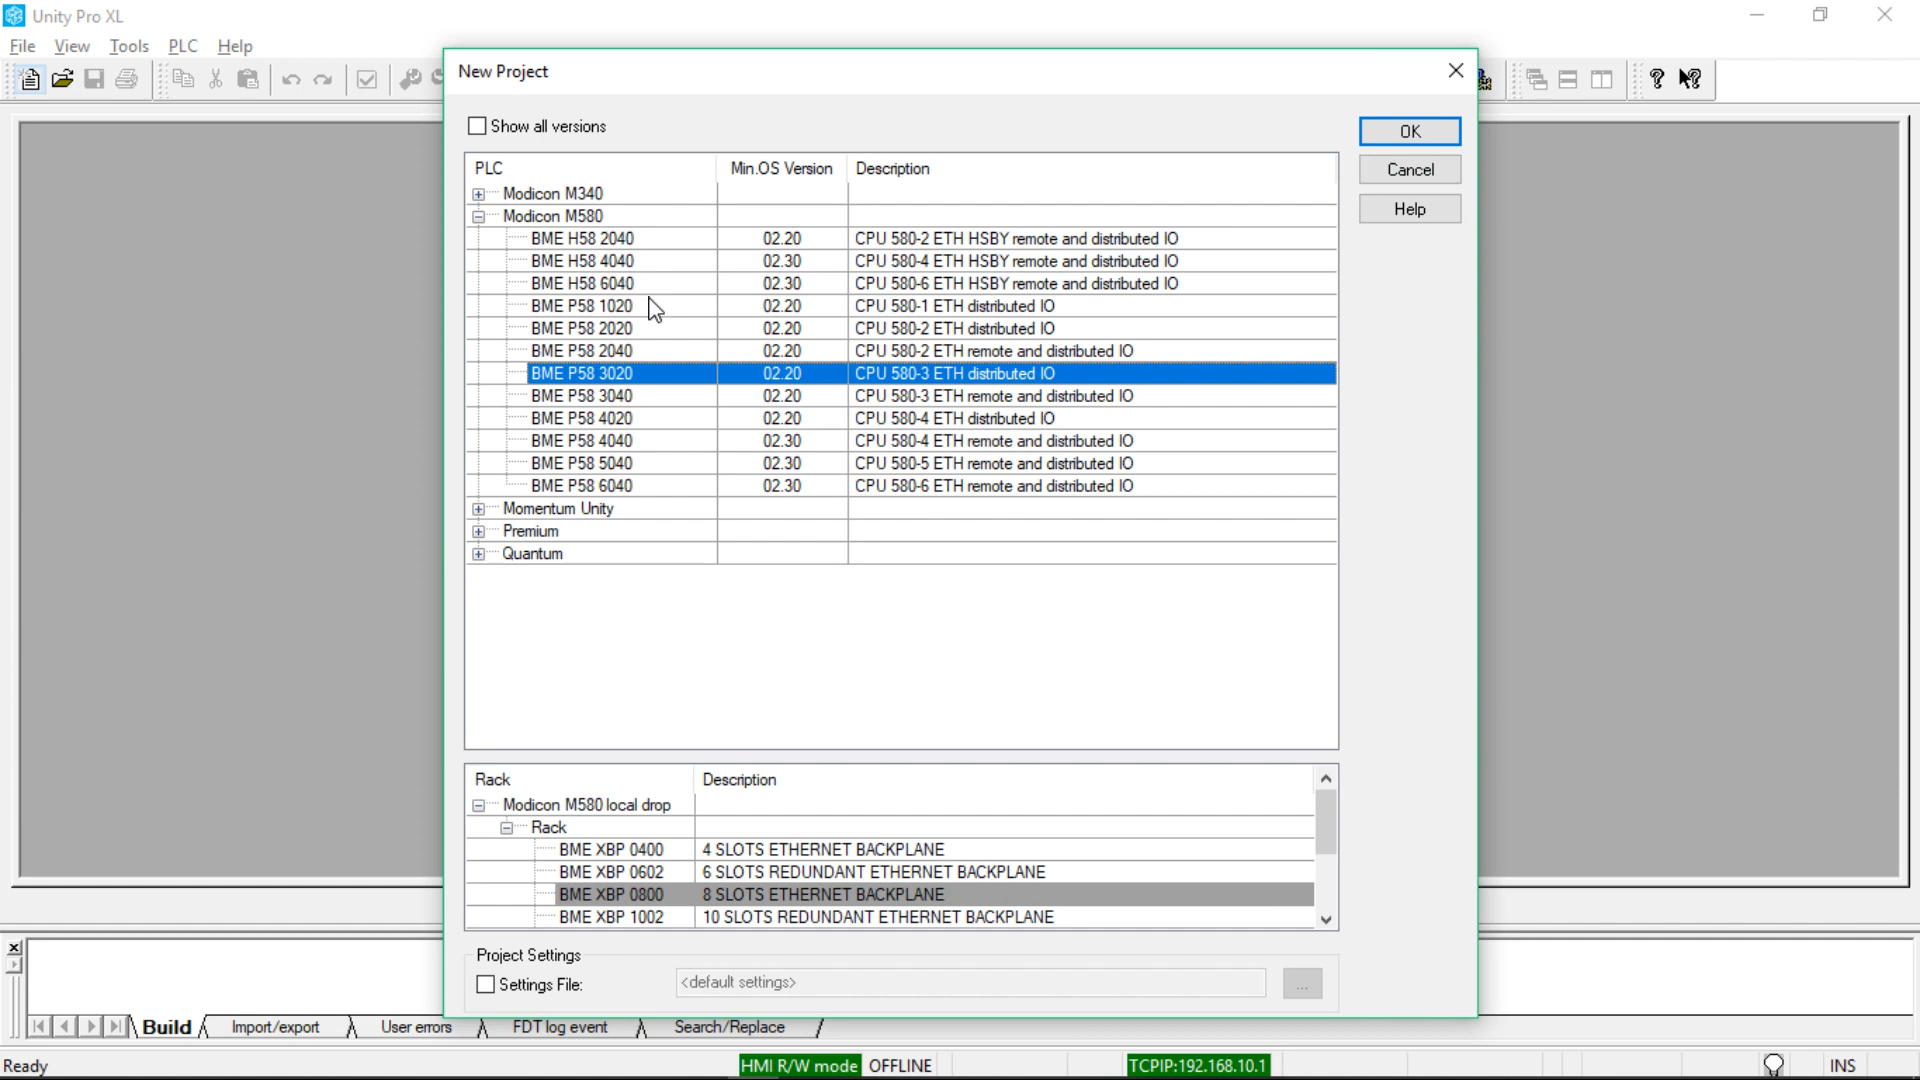 Unity Pro XL
File View Tools PLC Help
New Project
Show all versions
OK
Cancel
Help
PLC Min.OS Version Description
Modicon M340
Modicon M580
BME H58 2040 02.20 CPU 580-2 ETH HSBY remote and distributed IO
BME H58 4040 02.30 CPU 580-4 ETH HSBY remote and distributed IO
BME H58 6040 02.30 CPU 580-6 ETH HSBY remote and distributed IO
BME P58 1020 02.20 CPU 580-1 ETH distributed IO
BME P58 2020 02.20 CPU 580-2 ETH distributed IO
BME P58 2040 02.20 CPU 580-2 ETH remote and distributed IO
BME P58 3020 02.20 CPU 580-3 ETH distributed IO
BME P58 3040 02.20 CPU 580-3 ETH remote and distributed IO
BME P58 4020 02.20 CPU 580-4 ETH distributed IO
BME P58 4040 02.30 CPU 580-4 ETH remote and distributed IO
BME P58 5040 02.30 CPU 580-5 ETH remote and distributed IO
BME P58 6040 02.30 CPU 580-6 ETH remote and distributed IO
Momentum Unity
Premium
Quantum
Rack Description
Modicon M580 local drop
Rack
BME XBP 0400 4 SLOTS ETHERNET BACKPLANE
BME XBP 0602 6 SLOTS REDUNDANT ETHERNET BACKPLANE
BME XBP 0800 8 SLOTS ETHERNET BACKPLANE
BME XBP 1002 10 SLOTS REDUNDANT ETHERNET BACKPLANE
Project Settings
Settings File: <default settings> ...
Build Import/export User errors FDT log event Search/Replace
Ready HMI R/W mode OFFLINE TCPIP:192.168.10.1 INS